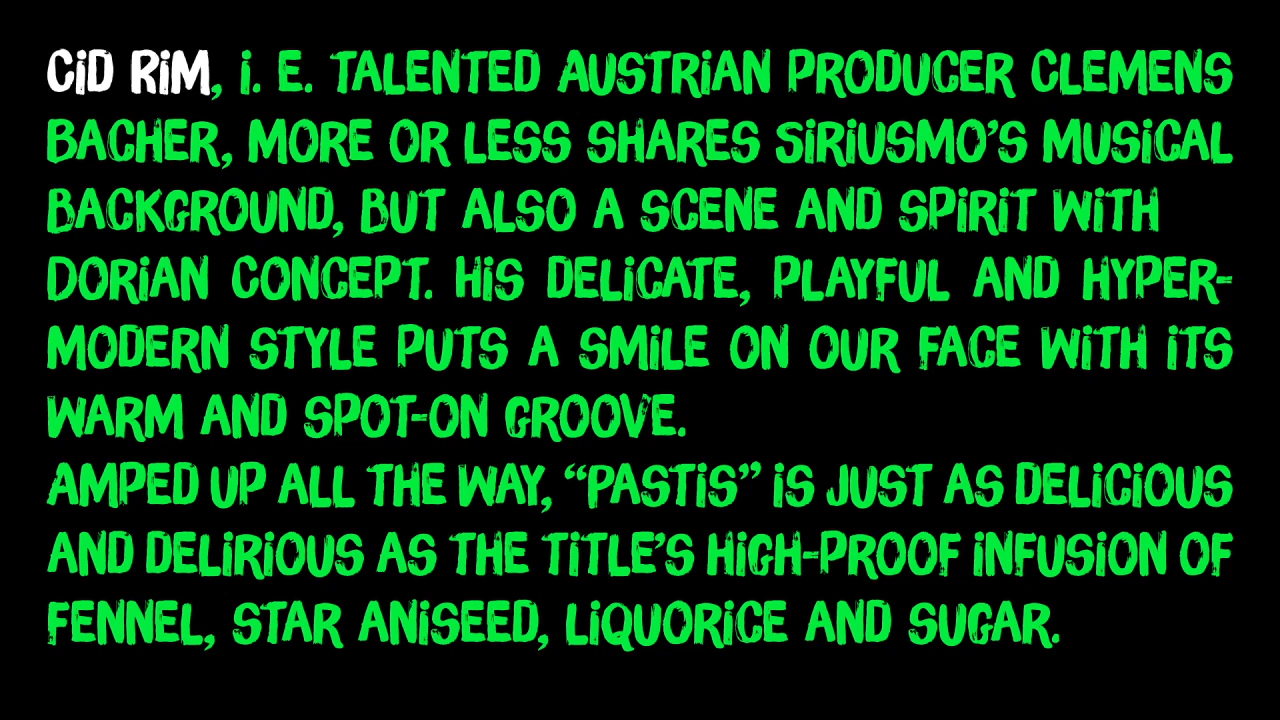 CiD RiM, i. E. TALENTED AUSTRiAN PRODUCER CLEMENS
BACHER, MORE OR LESS SHARES SiRiUSMO’S MUSiCAL
BACKGROUND, BUT ALSO A SCENE AND SPiRiT WiTH
DORiAN CONCEPT. HiS DELiCATE, PLAYFUL AND HYPER-
MODERN STYLE PUTS A SMiLE ON OUR FACE WiTH iTS
WARM AND SPOT-ON GROOVE.
AMPED UP ALL THE WAY, “PASTiS” iS JUST AS DELiCiOUS
AND DELiRiOUS AS THE TiTLE’S HiGH-PROOF iNFUSiON OF
FENNEL, STAR ANiSEED, LiQUORiCE AND SUGAR.